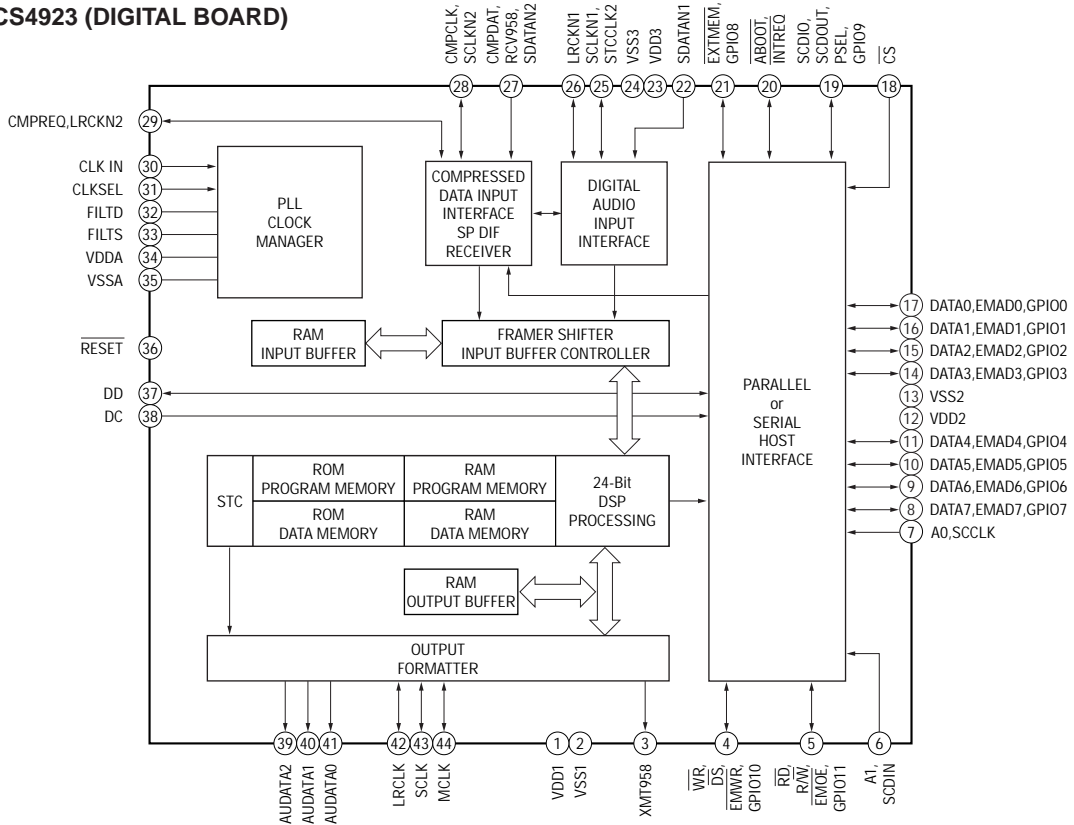 CS4923 (DIGITAL BOARD)
CMPCLK,
SCLKN2
CMPDAT,
RCV958,
SDATAN2
LRCKN1
SCLKN1,
STCCLK2
VSS3
VDD3
SDATAN1
EXTMEM,
GPIO8
ABOOT,
INTREQ
SCDIO,
SCDOUT,
PSEL,
GPIO9
CS
28
27
26
25
24
23
22
21
20
19
18
CMPREQ,LRCKN2 29
CLK IN 30
CLKSEL 31
FILTD 32
FILTS 33
VDDA 34
VSSA 35
RESET 36
DD 37
DC 38
PLL
CLOCK
MANAGER
COMPRESSED
DATA INPUT
INTERFACE
SP DIF
RECEIVER
DIGITAL
AUDIO
INPUT
INTERFACE
RAM
INPUT BUFFER
FRAMER SHIFTER
INPUT BUFFER CONTROLLER
PARALLEL
or
SERIAL
HOST
INTERFACE
STC
ROM
PROGRAM MEMORY
RAM
PROGRAM MEMORY
ROM
DATA MEMORY
RAM
DATA MEMORY
24-Bit
DSP
PROCESSING
RAM
OUTPUT BUFFER
OUTPUT
FORMATTER
17 DATA0,EMAD0,GPIO0
16 DATA1,EMAD1,GPIO1
15 DATA2,EMAD2,GPIO2
14 DATA3,EMAD3,GPIO3
13 VSS2
12 VDD2
11 DATA4,EMAD4,GPIO4
10 DATA5,EMAD5,GPIO5
9 DATA6,EMAD6,GPIO6
8 DATA7,EMAD7,GPIO7
7 A0,SCCLK
39
40
41
42
43
44
1
2
3
4
5
6
AUDATA2
AUDATA1
AUDATA0
LRCLK
SCLK
MCLK
VDD1
VSS1
XMT958
WR,
DS,
EMWR,
GPIO10
RD,
R/W,
EMOE,
GPIO11
A1,
SCDIN